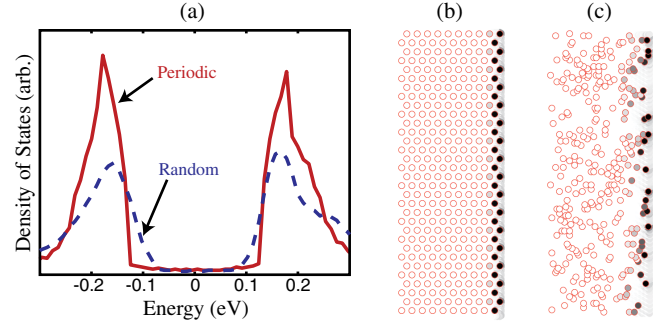 (a)
(b)
(c)
Density of States (arb.)
Periodic
Random
-0.2
-0.1
0
0.1
0.2
Energy (eV)